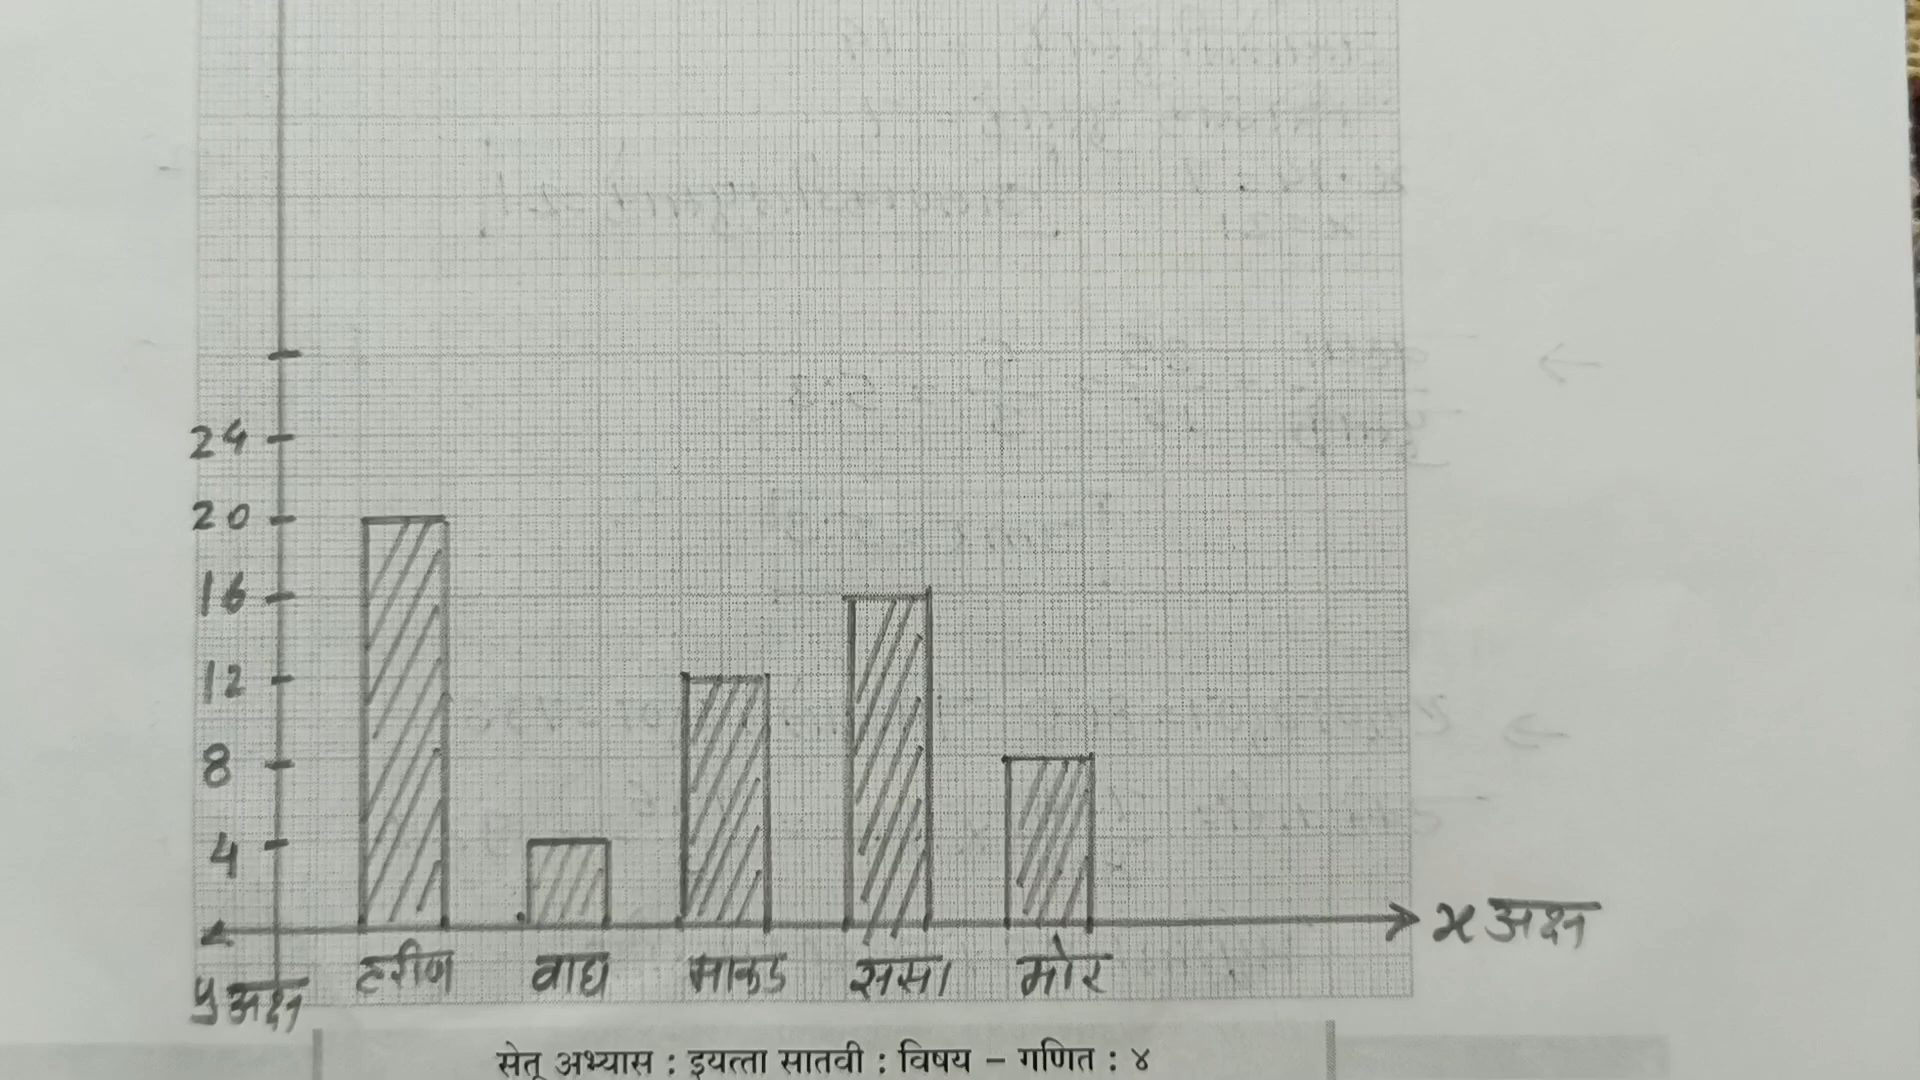 24
20
16
12
8
4
x अक्ष
हरीण वाघ माकड ससा मोर
y अक्ष
सेतू अभ्यास : इयत्ता सातवी : विषय – गणित : ४